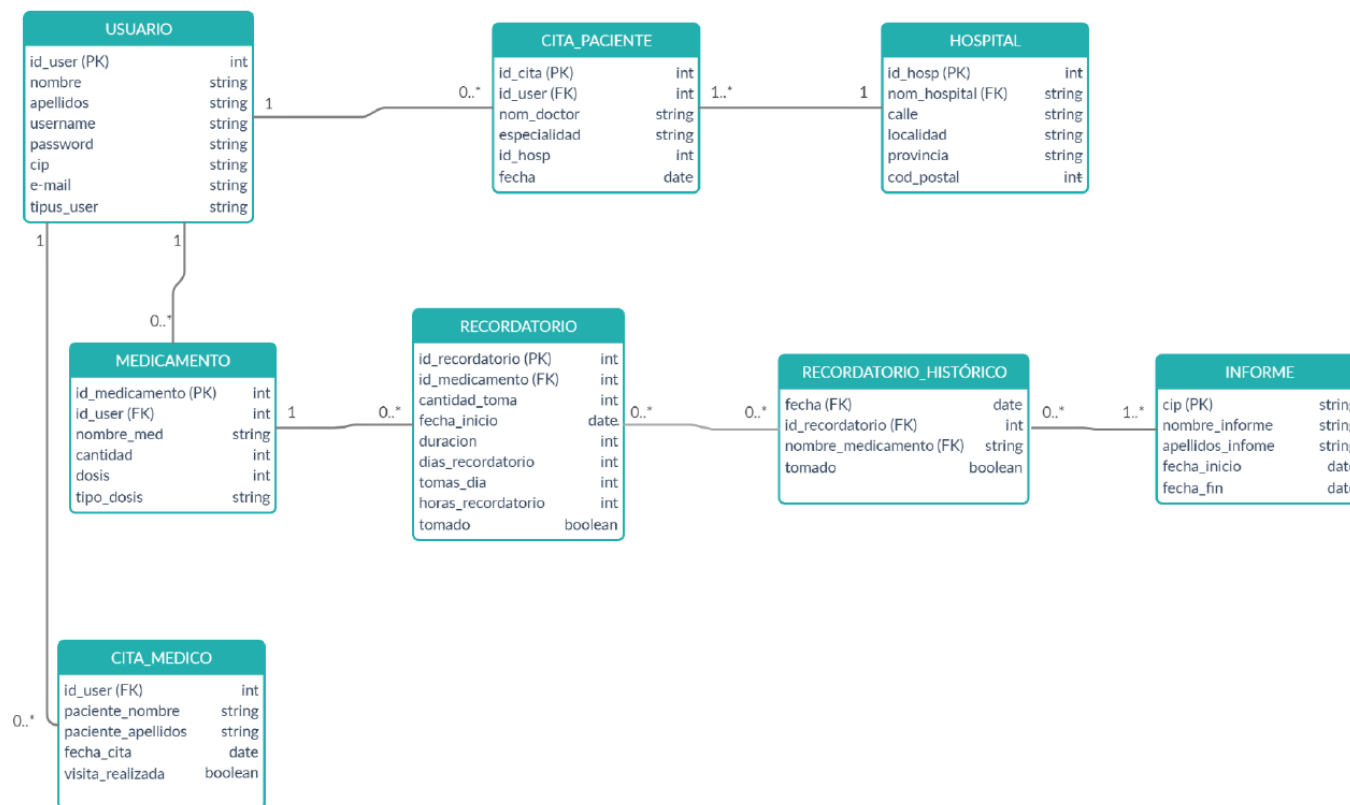 USUARIO
id_user (PK) int
nombre string
apellidos string
username string
password string
cip string
e-mail string
tipus_user string
1
0..*
CITA_PACIENTE
id_cita (PK) int
id_user (FK) int
nom_doctor string
especialidad string
id_hosp int
fecha date
1..*
1
HOSPITAL
id_hosp (PK) int
nom_hospital (FK) string
calle string
localidad string
provincia string
cod_postal int
1
1
0..*
MEDICAMENTO
id_medicamento (PK) int
id_user (FK) int
nombre_med string
cantidad int
dosis int
tipo_dosis string
1
0..*
RECORDATORIO
id_recordatorio (PK) int
id_medicamento (FK) int
cantidad_toma int
fecha_inicio date
duracion int
dias_recordatorio int
tomas_dia int
horas_recordatorio int
tomado boolean
0..*
0..*
RECORDATORIO_HISTÓRICO
fecha (FK) date
id_recordatorio (FK) int
nombre_medicamento (FK) string
tomado boolean
0..*
1..*
INFORME
cip (PK) string
nombre_informe string
apellidos_infome string
fecha_inicio date
fecha_fin date
0..*
CITA_MEDICO
id_user (FK) int
paciente_nombre string
paciente_apellidos string
fecha_cita date
visita_realizada boolean